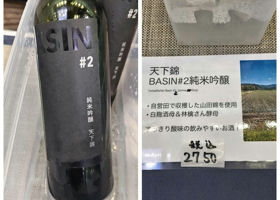 ASIN
#2
純米吟醸 天下錦
天下錦
BASIN#2純米吟醸
・自営田で収穫した山田錦を使用
・白麹酒母&林檎さん酵母
っきり酸味の飲みやすいお酒!
税込
2750